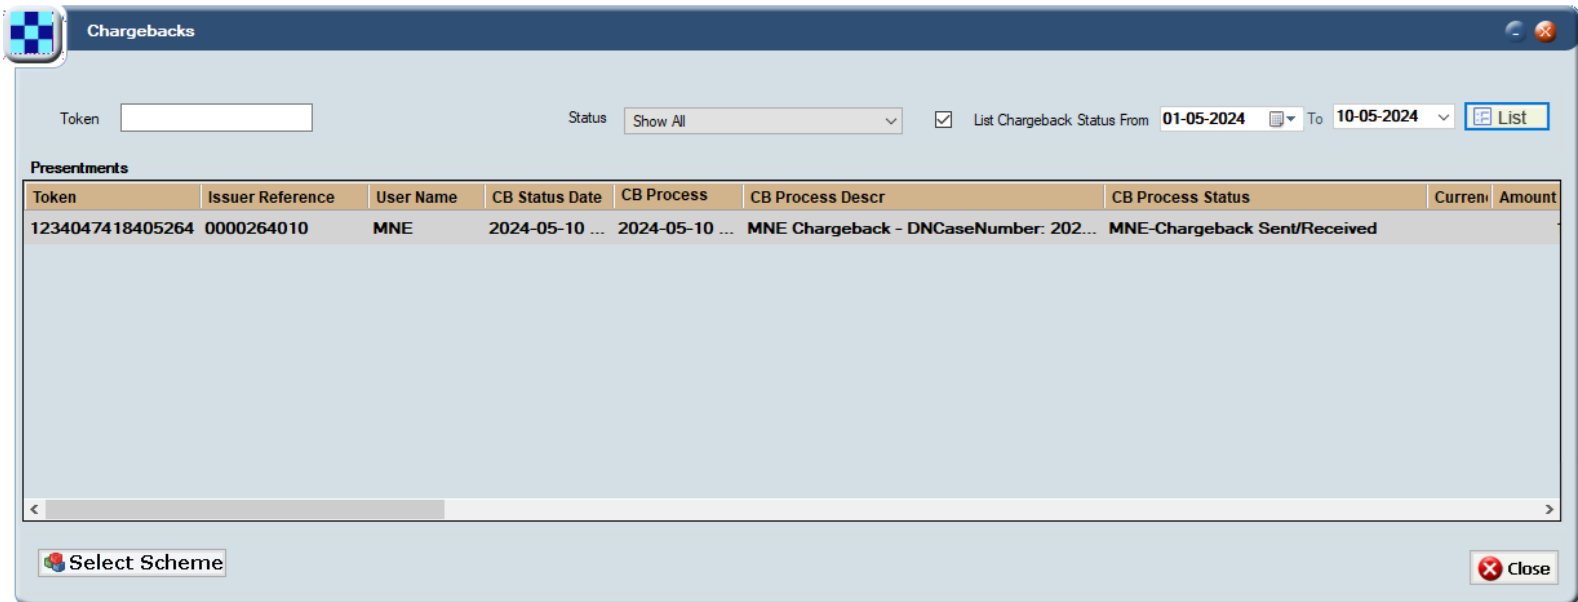 Chargebacks
Token Status Show All List Chargeback Status From 01-05-2024 To 10-05-2024 List
Presentments
Token Issuer Reference User Name CB Status Date CB Process CB Process Descr CB Process Status Curren Amount
1234047418405264 0000264010 MNE 2024-05-10 ... 2024-05-10 ... MNE Chargeback - DNCaseNumber: 202... MNE-Chargeback Sent/Received
Select Scheme Close